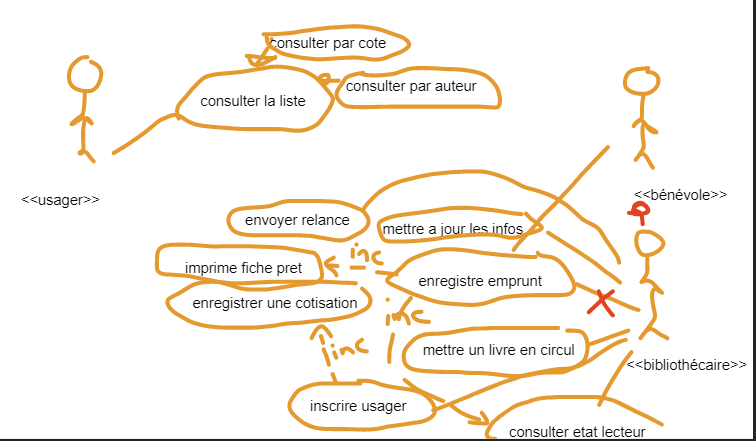 consulter par cote
consulter par auteur
consulter la liste
<<usager>>
<<bénévole>>
envoyer relance
mettre a jour les infos
inc
imprime fiche pret
enregistre emprunt
enregistrer une cotisation
inc
inc
mettre un livre en circul
<<bibliothécaire>>
inscrire usager
consulter etat lecteur